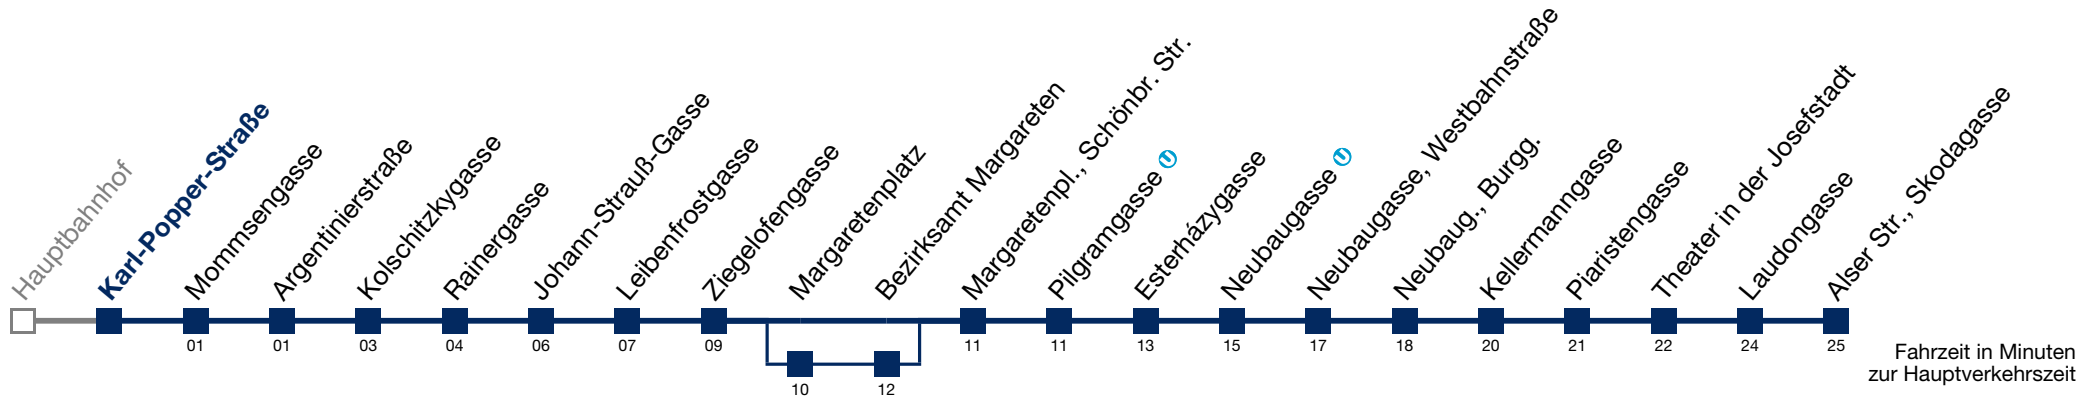 Hauptbahnhof
Karl-Popper-Straße
Mommsengasse
Argentinierstraße
Kolschitzkygasse
Rainergasse
Johann-Strauß-Gasse
Leibenfrostgasse
Ziegelofengasse
Margaretenplatz
Bezirksamt Margareten
Margaretenpl., Schönbr. Str.
Pilgramgasse U
Esterházygasse
Neubaugasse U
Neubaugasse, Westbahnstraße
Neubaug., Burgg.
Kellermanngasse
Piaristengasse
Theater in der Josefstadt
Laudongasse
Alser Str., Skodagasse
01 01 03 04 06 07 09 11 11 13 15 17 18 20 21 22 24 25
10 12
Fahrzeit in Minuten
zur Hauptverkehrszeit